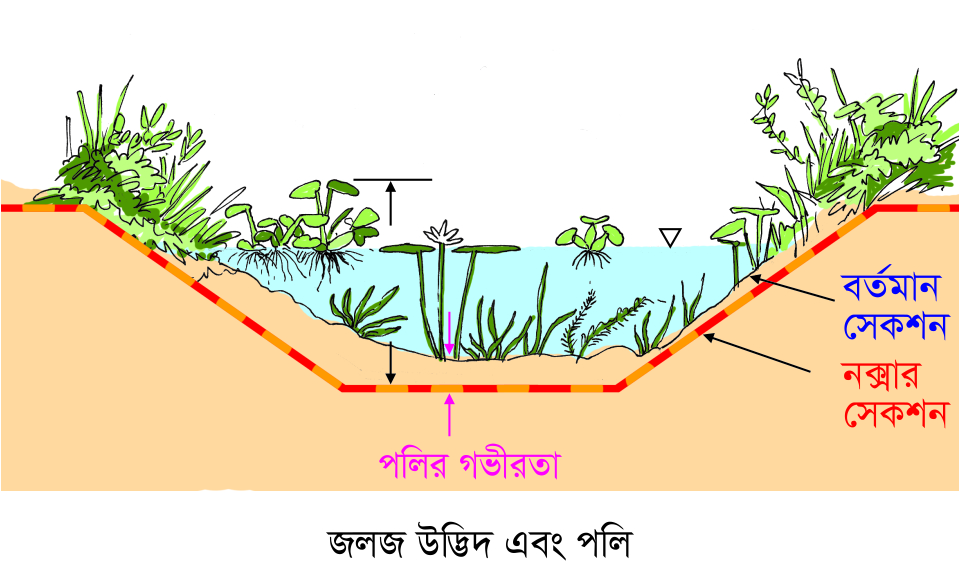 বর্তমান
সেকশন
নক্সার
সেকশন
পলির গভীরতা
জলজ উদ্ভিদ এবং পলি